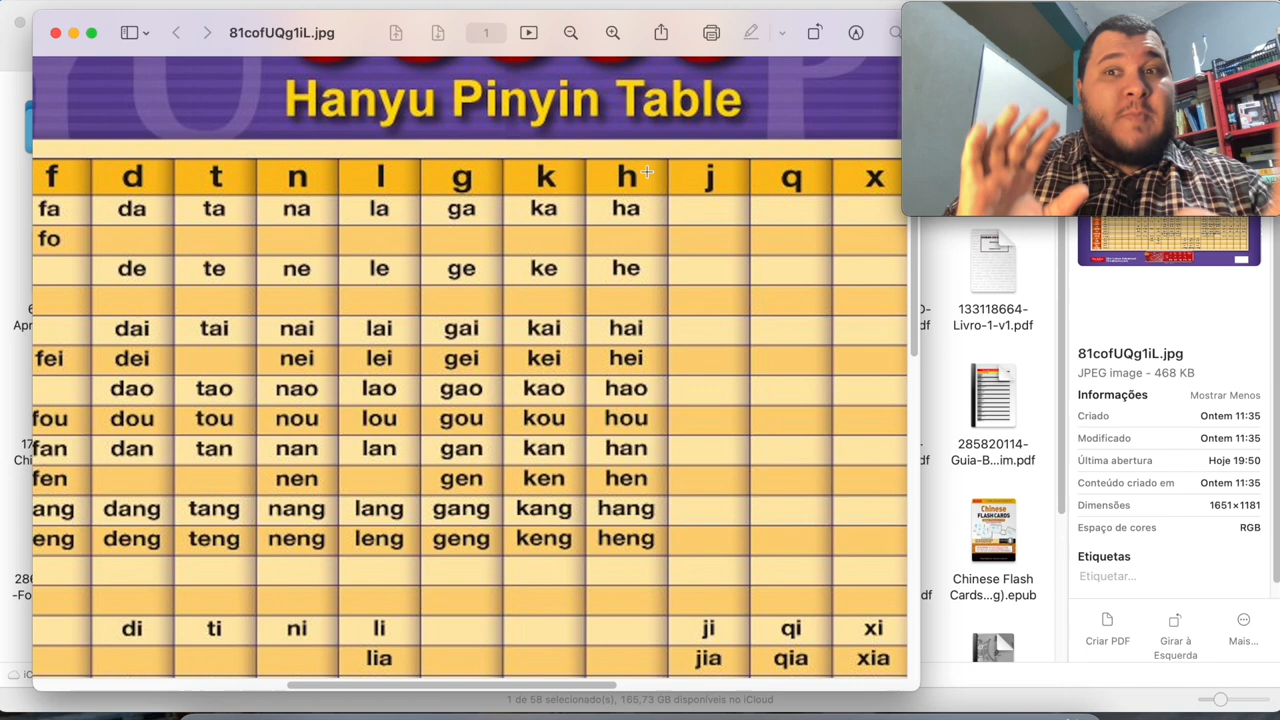 81cofUQg1iL.jpg
1
Hanyu Pinyin Table
f d t n l g k h j q x
fa da ta na la ga ka ha
fo
de te ne le ge ke he
dai tai nai lai gai kai hai
fei dei nei lei gei kei hei
dao tao lao gao kao hao
fou dou tou lou gou kou hou
fan dan tan nan lan gan kan han
fen nen gen ken hen
ang dang tang nang lang gang kang hang
eng deng teng leng geng keng heng
di ti ni li ji qi xi
lia jia qia xia
1 de 58 selecionado(s), 165,73 GB disponíveis no iCloud
133118664-
Livro-1-v1.pdf
285820114-
Guia-B...im.pdf
Chinese Flash
Cards...g).epub
81cofUQg1iL.jpg
JPEG image - 468 KB
Informações Mostrar Menos
Criado Ontem 11:35
Modificado Ontem 11:35
Última abertura Hoje 19:50
Conteúdo criado em Ontem 11:35
Dimensões 1651×1181
Espaço de cores RGB
Etiquetas
Etiquetar...
Criar PDF
Girar à
Esquerda
Mais...